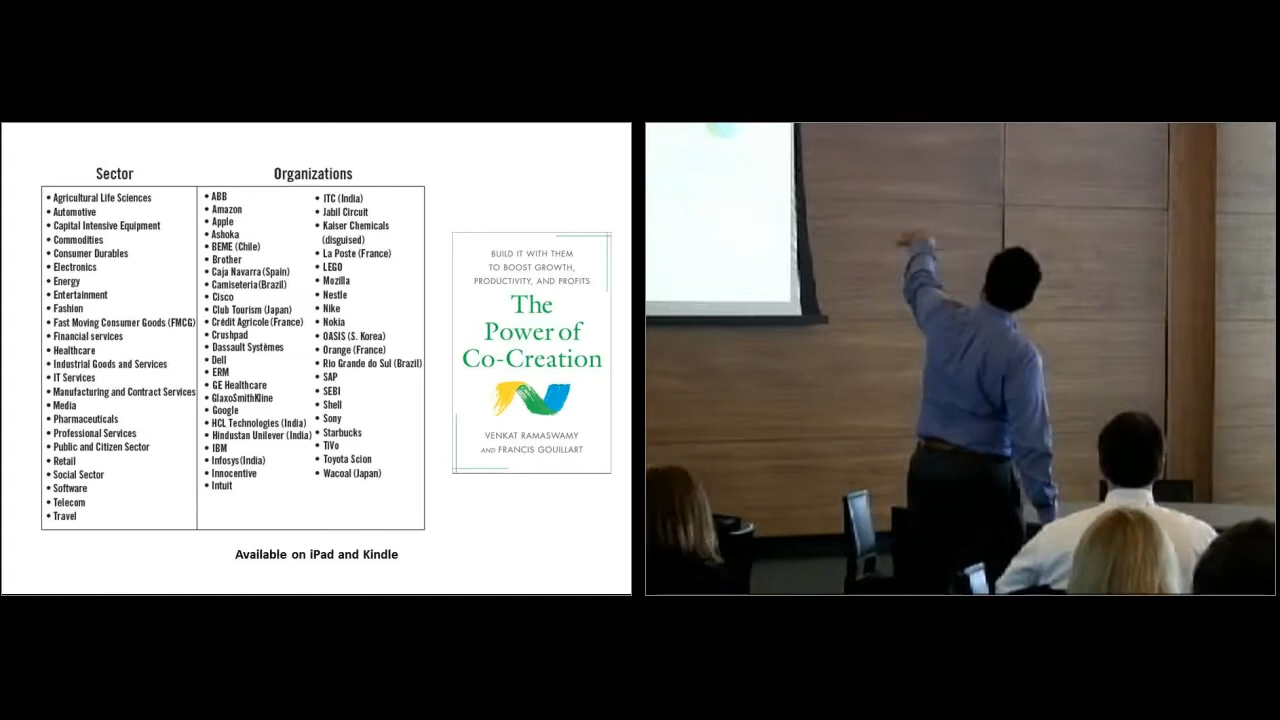 Sector
• Agricultural Life Sciences
• Automotive
• Capital Intensive Equipment
• Commodities
• Consumer Durables
• Electronics
• Energy
• Entertainment
• Fashion
• Fast Moving Consumer Goods (FMCG)
• Financial services
• Healthcare
• Industrial Goods and Services
• IT Services
• Manufacturing and Contract Services
• Media
• Pharmaceuticals
• Professional Services
• Public and Citizen Sector
• Retail
• Social Sector
• Software
• Telecom
• Travel
Organizations
• ABB
• Amazon
• Apple
• Ashoka
• BEME (Chile)
• Brother
• Caja Navarra (Spain)
• Camiseteria (Brazil)
• Cisco
• Club Tourism (Japan)
• Crédit Agricole (France)
• Crushpad
• Dassault Systèmes
• Dell
• ERM
• GE Healthcare
• GlaxoSmithKline
• Google
• HCL Technologies (India)
• Hindustan Unilever (India)
• IBM
• Infosys (India)
• Innocentive
• Intuit
• ITC (India)
• Jabil Circuit
• Kaiser Chemicals
(disguised)
• La Poste (France)
• LEGO
• Mozilla
• Nestle
• Nike
• Nokia
• OASIS (S. Korea)
• Orange (France)
• Rio Grande do Sul (Brazil)
• SAP
• SEBI
• Shell
• Sony
• Starbucks
• TiVo
• Toyota Scion
• Wacoal (Japan)
BUILD IT WITH THEM
TO BOOST GROWTH,
PRODUCTIVITY, AND PROFITS
The
Power of
Co-Creation
VENKAT RAMASWAMY
AND FRANCIS GOUILLART
Available on iPad and Kindle